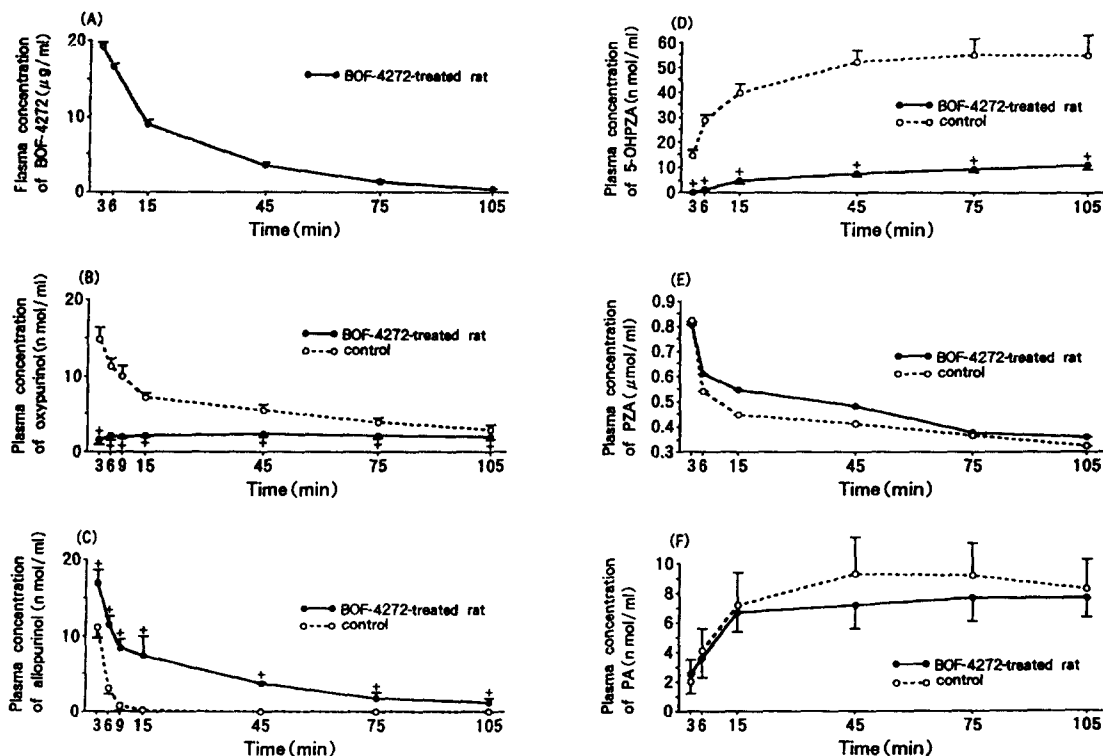 (A)
Plasma concentration
of BOF-4272 (μg/ml)
20
10
0
BOF-4272-treated rat
3 6 15 45 75 105
Time (min)
(B)
Plasma concentration
of oxypurinol (n mol/ml)
20
10
0
BOF-4272-treated rat
control
3 6 9 15 45 75 105
Time (min)
(C)
Plasma concentration
of allopurinol (n mol/ml)
20
10
0
BOF-4272-treated rat
control
3 6 9 15 45 75 105
Time (min)
(D)
Plasma concentration
of 5-OHPZA (n mol/ml)
60
50
40
30
20
10
0
BOF-4272-treated rat
control
3 6 15 45 75 105
Time (min)
(E)
Plasma concentration
of PZA (μmol/ml)
0.9
0.8
0.7
0.6
0.5
0.4
0.3
BOF-4272-treated rat
control
3 6 15 45 75 105
Time (min)
(F)
Plasma concentration
of PA (n mol/ml)
10
8
6
4
2
0
BOF-4272-treated rat
control
3 6 15 45 75 105
Time (min)